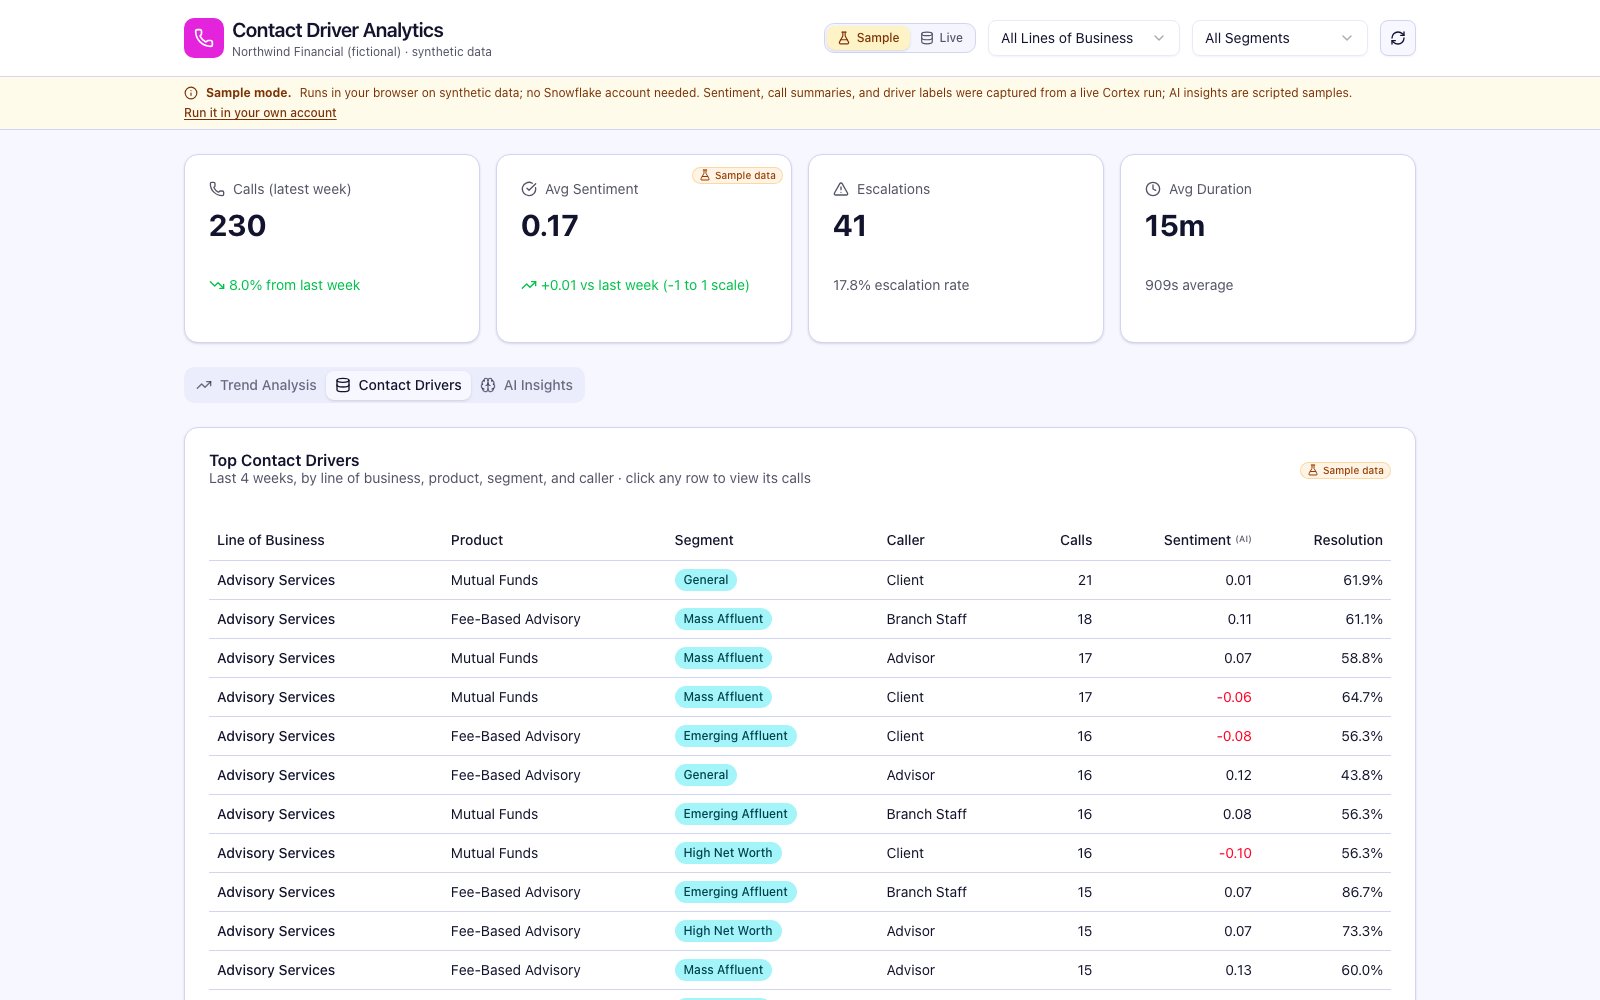 Contact Driver Analytics
Northwind Financial (fictional) · synthetic data
Sample
Live
All Lines of Business
All Segments
Sample mode. Runs in your browser on synthetic data; no Snowflake account needed. Sentiment, call summaries, and driver labels were captured from a live Cortex run; AI insights are scripted samples.
Run it in your own account
Calls (latest week)
230
8.0% from last week
Sample data
Avg Sentiment
0.17
+0.01 vs last week (-1 to 1 scale)
Escalations
41
17.8% escalation rate
Avg Duration
15m
909s average
Trend Analysis
Contact Drivers
AI Insights
Top Contact Drivers
Last 4 weeks, by line of business, product, segment, and caller · click any row to view its calls
Sample data
Line of Business Product Segment Caller Calls Sentiment (AI) Resolution
Advisory Services Mutual Funds General Client 21 0.01 61.9%
Advisory Services Fee-Based Advisory Mass Affluent Branch Staff 18 0.11 61.1%
Advisory Services Mutual Funds Mass Affluent Advisor 17 0.07 58.8%
Advisory Services Mutual Funds Mass Affluent Client 17 -0.06 64.7%
Advisory Services Fee-Based Advisory Emerging Affluent Client 16 -0.08 56.3%
Advisory Services Fee-Based Advisory General Advisor 16 0.12 43.8%
Advisory Services Mutual Funds Emerging Affluent Branch Staff 16 0.08 56.3%
Advisory Services Mutual Funds High Net Worth Client 16 -0.10 56.3%
Advisory Services Fee-Based Advisory Emerging Affluent Branch Staff 15 0.07 86.7%
Advisory Services Fee-Based Advisory High Net Worth Advisor 15 0.07 73.3%
Advisory Services Fee-Based Advisory Mass Affluent Advisor 15 0.13 60.0%